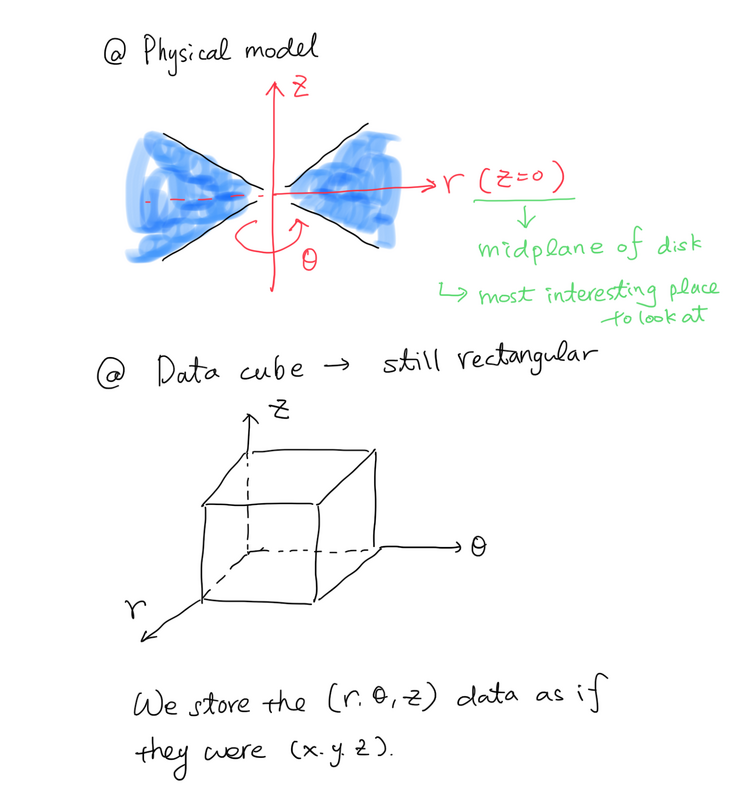 @ Physical model
z
r (z=0)
θ
midplane of disk
↳ most interesting place
to look at
@ Data cube → still rectangular
z
θ
r
We store the (r. θ, z) data as if
they were (x. y. z).